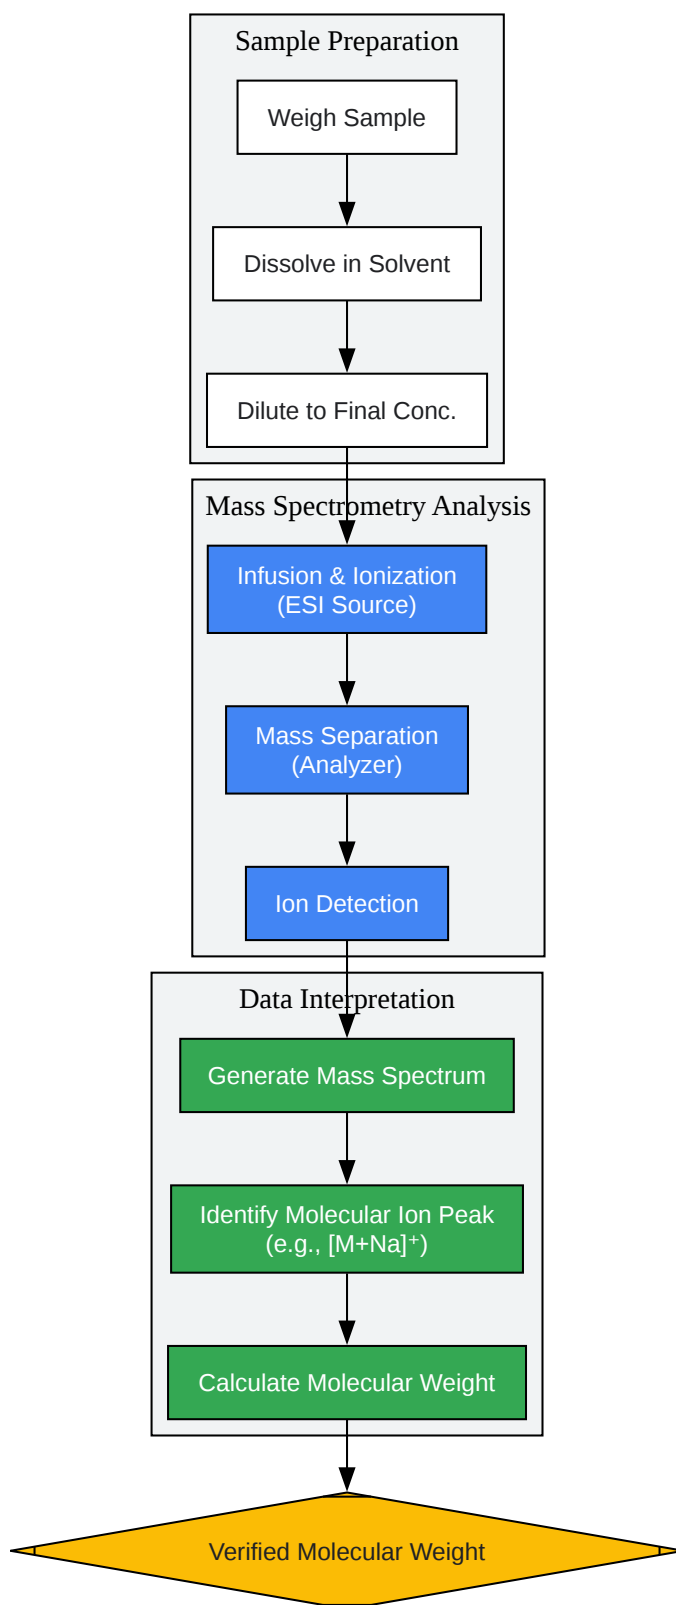 Sample Preparation
Weigh Sample
Dissolve in Solvent
Dilute to Final Conc.
Mass Spectrometry Analysis
Infusion & Ionization
(ESI Source)
Mass Separation
(Analyzer)
Ion Detection
Data Interpretation
Generate Mass Spectrum
Identify Molecular Ion Peak
(e.g., [M+Na]⁺)
Calculate Molecular Weight
Verified Molecular Weight